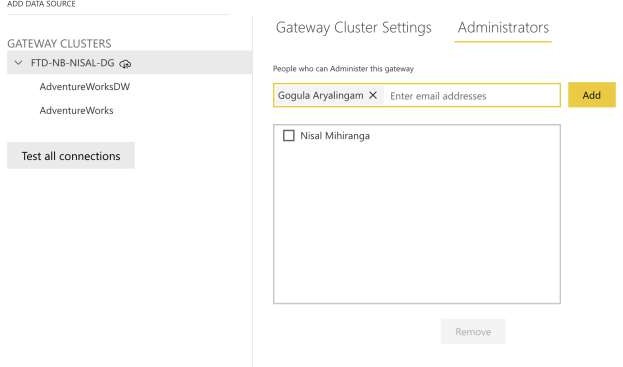 ADD DATA SOURCE
GATEWAY CLUSTERS
FTD-NB-NISAL-DG
AdventureWorksDW
AdventureWorks
Test all connections
Gateway Cluster Settings Administrators
People who can Administer this gateway
Gogula Aryalingam X Enter email addresses Add
Nisal Mihiranga
Remove